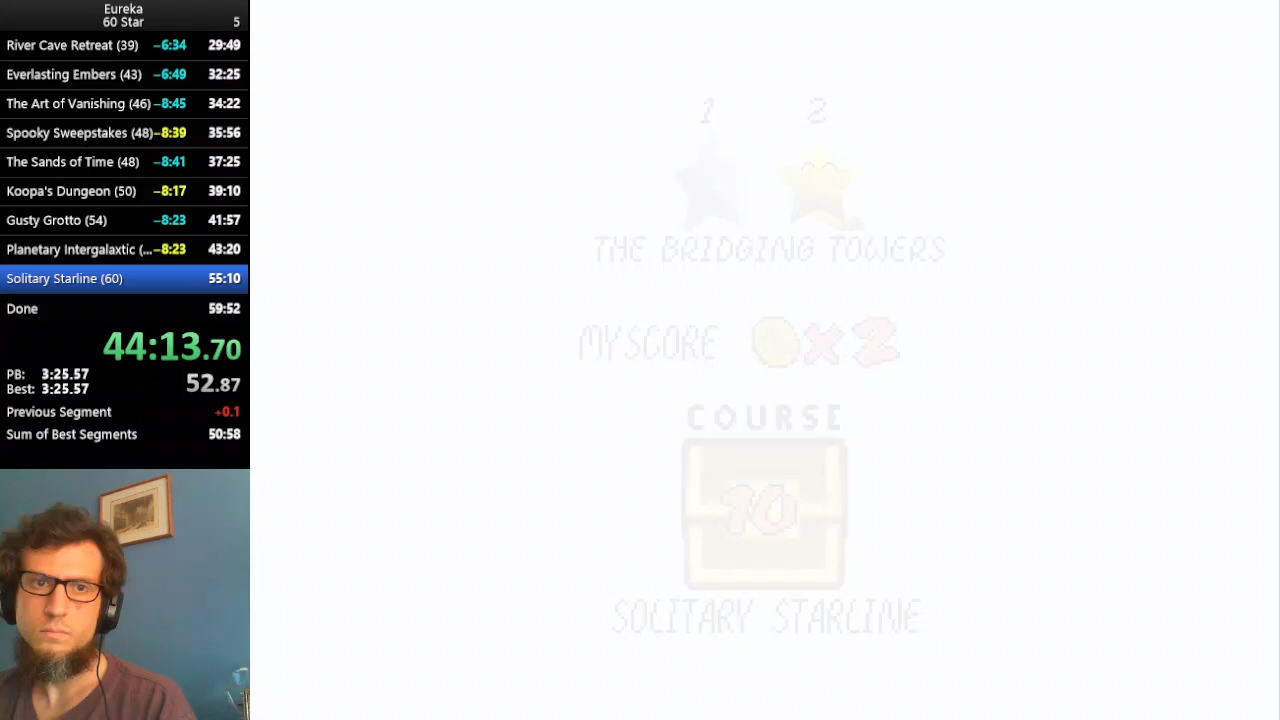 Eureka
60 Star 5
River Cave Retreat (39) −6:34 29:49
Everlasting Embers (43) −6:49 32:25
The Art of Vanishing (46) −8:45 34:22
Spooky Sweepstakes (48) −8:39 35:56
The Sands of Time (48) −8:41 37:25
Koopa's Dungeon (50) −8:17 39:10
Gusty Grotto (54) −8:23 41:57
Planetary Intergalaxtic (... −8:23 43:20
Solitary Starline (60) 55:10
Done 59:52
44:13.70
PB: 3:25.57
52.87
Best: 3:25.57
Previous Segment +0.1
Sum of Best Segments 50:58
1 2
THE BRIDGING TOWERS
MY SCORE × 2
COURSE
10
SOLITARY STARLINE